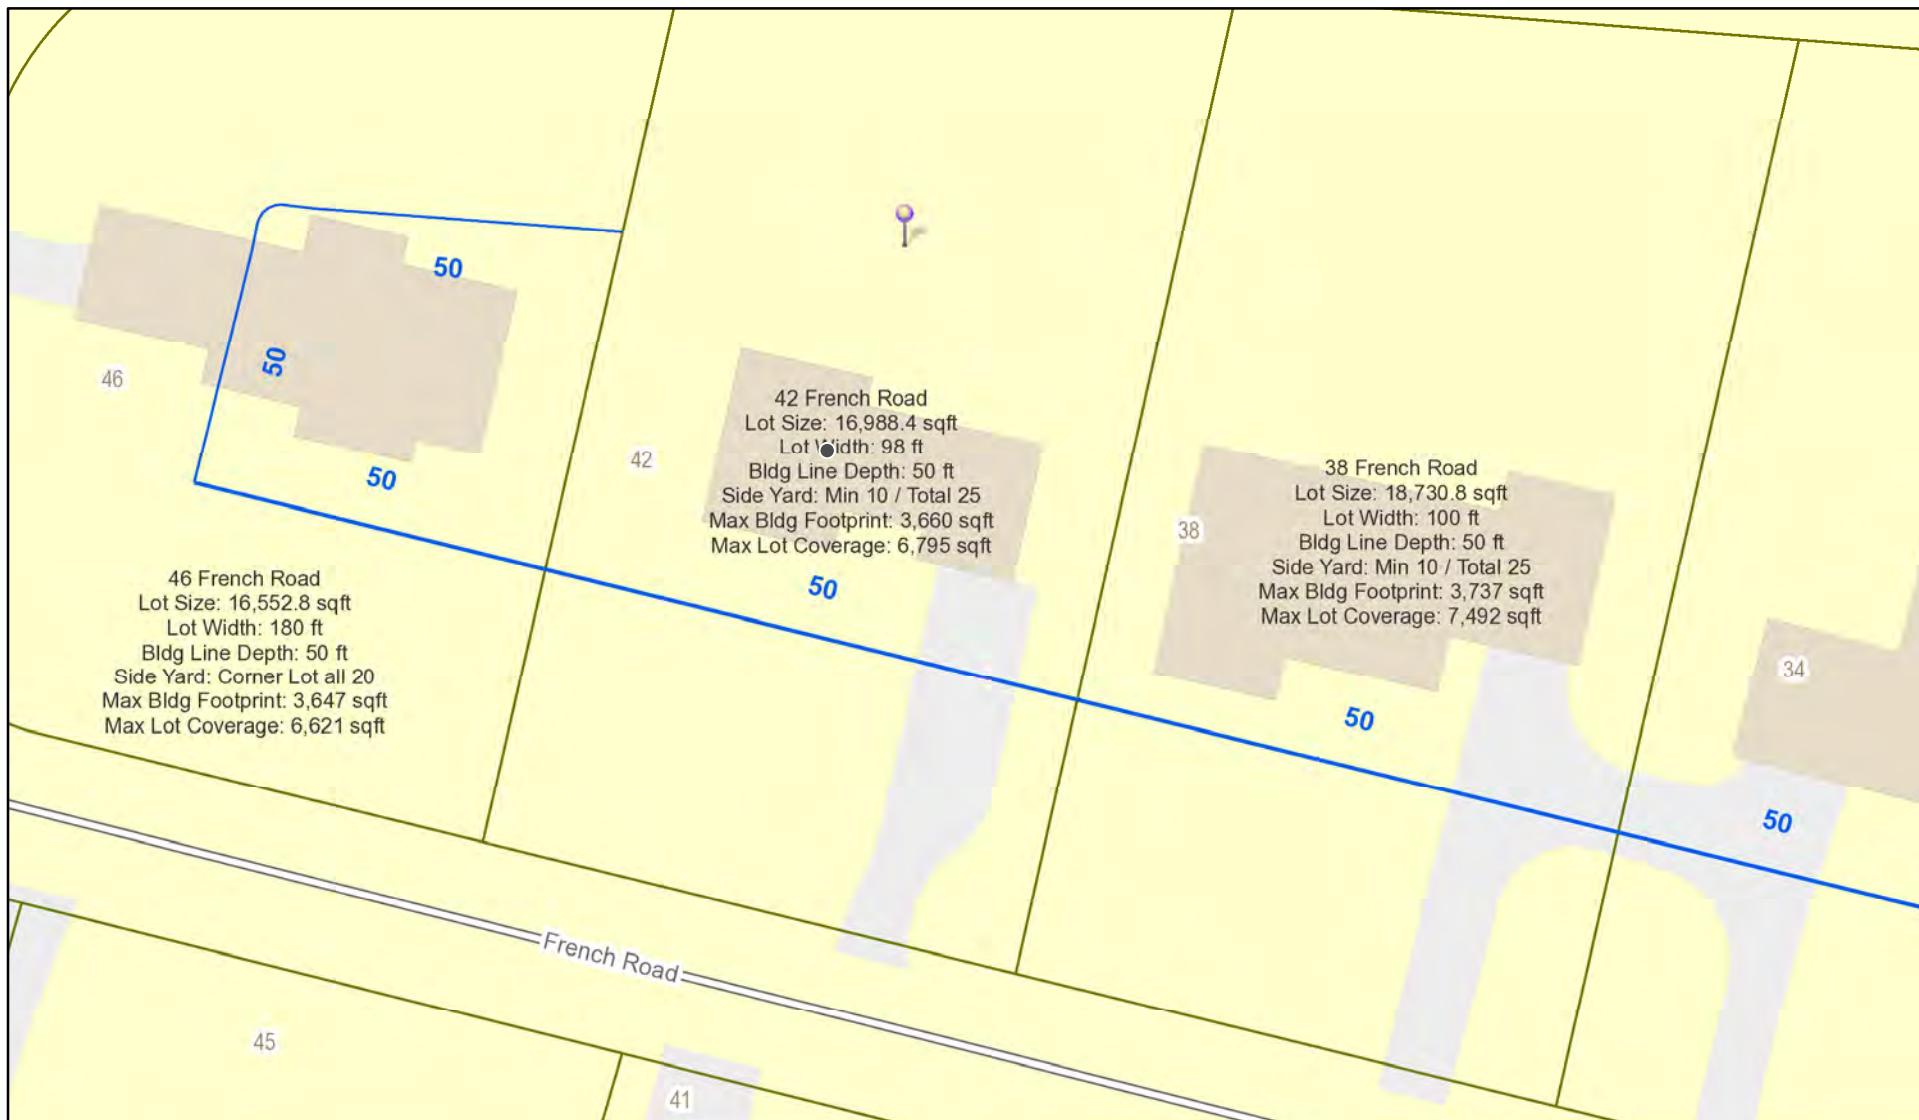 50
50
50
46
42 French Road
Lot Size: 16,988.4 sqft
Lot Width: 98 ft
Bldg Line Depth: 50 ft
Side Yard: Min 10 / Total 25
Max Bldg Footprint: 3,660 sqft
Max Lot Coverage: 6,795 sqft
42
50
38 French Road
Lot Size: 18,730.8 sqft
Lot Width: 100 ft
Bldg Line Depth: 50 ft
Side Yard: Min 10 / Total 25
Max Bldg Footprint: 3,737 sqft
Max Lot Coverage: 7,492 sqft
38
50
34
50
46 French Road
Lot Size: 16,552.8 sqft
Lot Width: 180 ft
Bldg Line Depth: 50 ft
Side Yard: Corner Lot all 20
Max Bldg Footprint: 3,647 sqft
Max Lot Coverage: 6,621 sqft
French Road
45
41